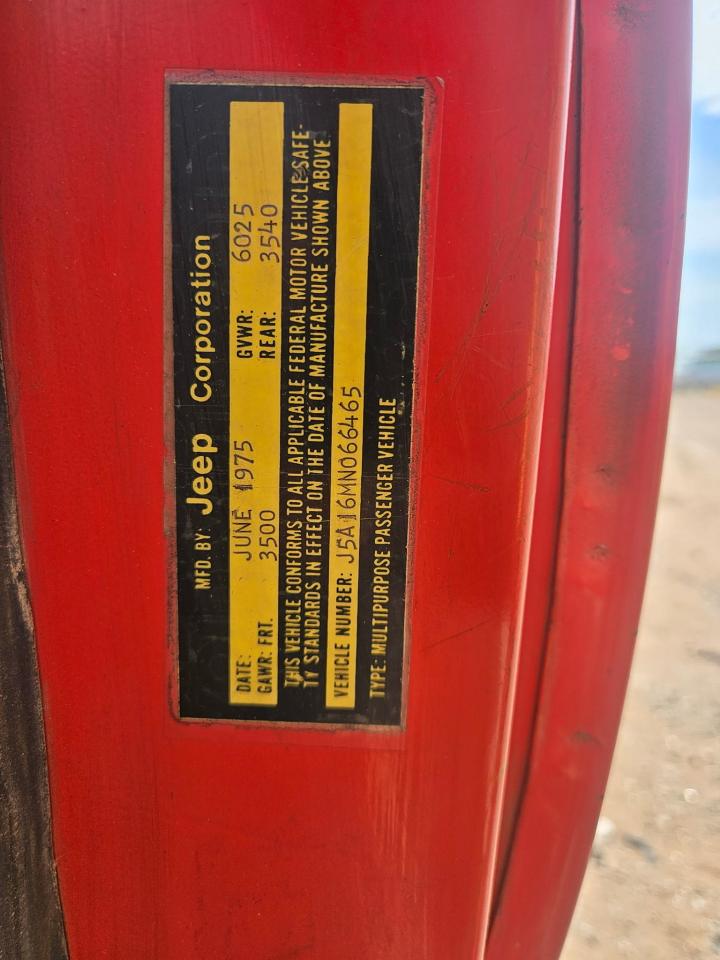 MFD. BY: Jeep Corporation
DATE: JUNE 1975 GVWR: 6025
GAWR: FRT. 3500 REAR: 3540
THIS VEHICLE CONFORMS TO ALL APPLICABLE FEDERAL MOTOR VEHICLE SAFE-
TY STANDARDS IN EFFECT ON THE DATE OF MANUFACTURE SHOWN ABOVE
VEHICLE NUMBER: J5A16MN066465
TYPE: MULTIPURPOSE PASSENGER VEHICLE